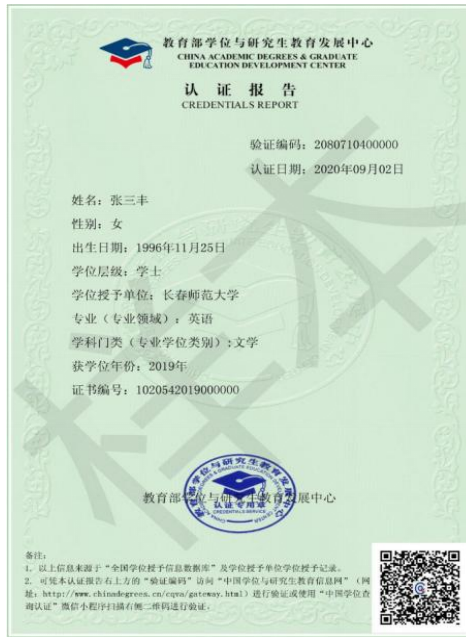 教育部学位与研究生教育发展中心
CHINA ACADEMIC DEGREES & GRADUATE
EDUCATION DEVELOPMENT CENTER
认 证 报 告
CREDENTIALS REPORT
验证编码：2080710400000
认证日期：2020年09月02日
姓名：张三丰
性别：女
出生日期：1996年11月25日
学位层级：学士
学位授予单位：长春师范大学
专业（专业领域）：英语
学科门类（专业学位类别）:文学
获学位年份：2019年
证书编号：1020542019000000
样本
教育部学位与研究生教育发展中心
认证专用章
CREDENTIALS SERVICE
备注：
1. 以上信息来源于“全国学位授予信息数据库”及学位授予单位学位授予记录。
2. 可凭本认证报告右上方的“验证编码”访问“中国学位与研究生教育信息网”（网
址：http://www.chinadegrees.cn/cqva/gateway.html）进行验证或使用“中国学位查
询认证”微信小程序扫描右侧二维码进行验证。